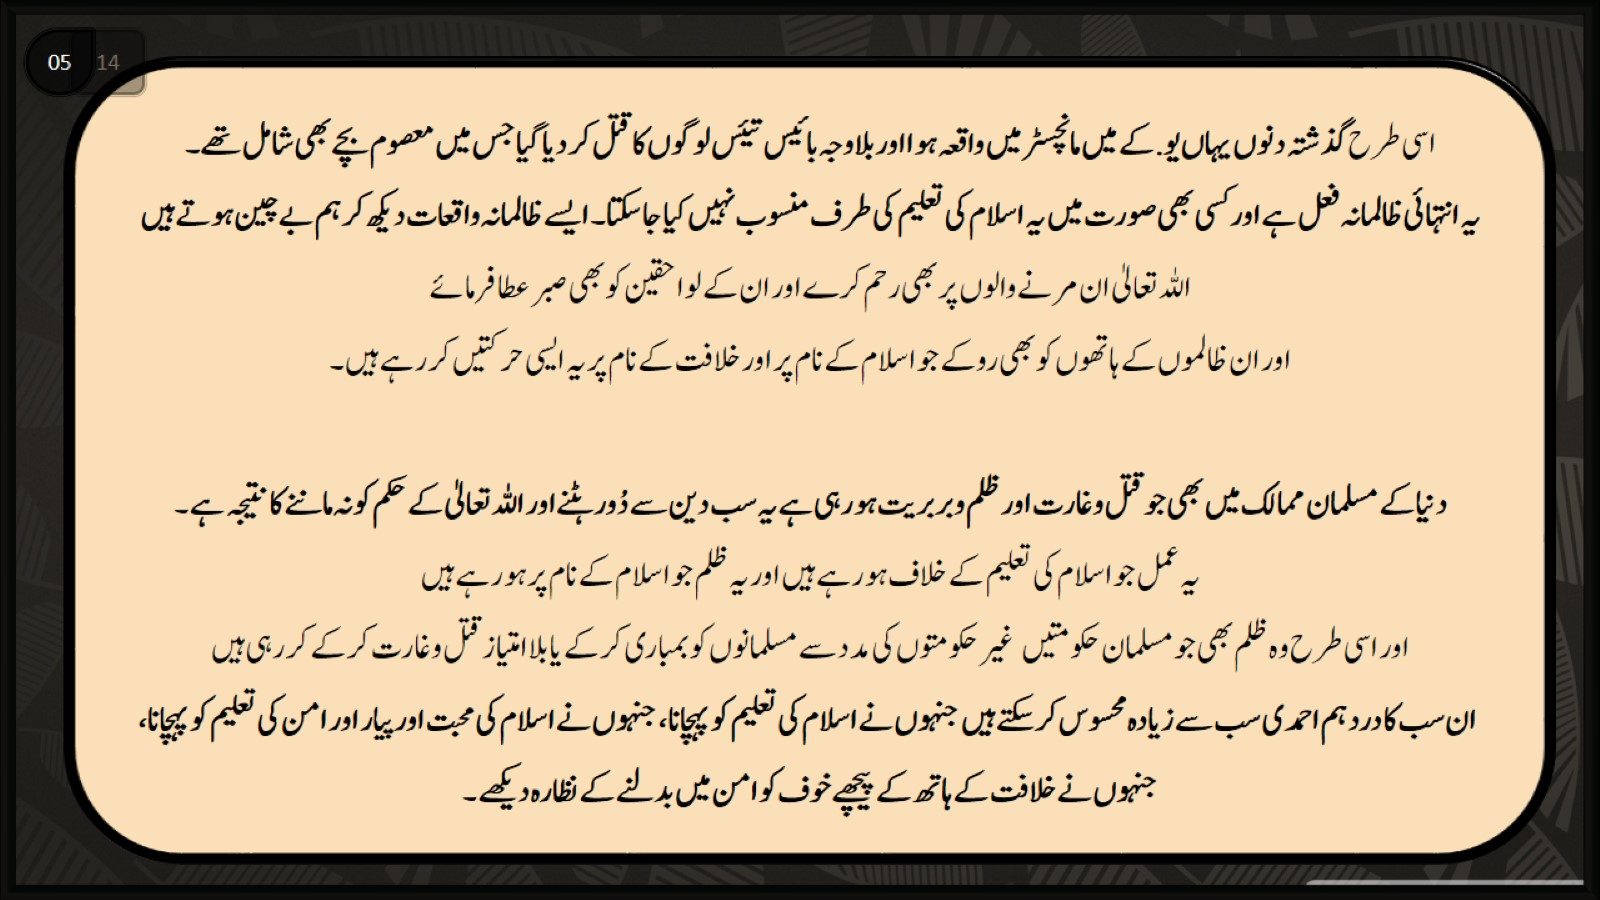 05 14
اسی طرح گذشتہ دنوں یہاں یو.کے میں مانچسٹر میں واقعہ ہوا اور بلاوجہ بائیس تیئس لوگوں کا قتل کر دیا گیا جس میں معصوم بچے بھی شامل تھے۔
یہ انتہائی ظالمانہ فعل ہے اور کسی بھی صورت میں یہ اسلام کی تعلیم کی طرف منسوب نہیں کیا جاسکتا۔ ایسے ظالمانہ واقعات دیکھ کر ہم بے چین ہوتے ہیں
اللہ تعالیٰ ان مرنے والوں پر بھی رحم کرے اور ان کے لواحقین کو بھی صبر عطا فرمائے
اور ان ظالموں کے ہاتھوں کو بھی روکے جو اسلام کے نام پر اور خلافت کے نام پر یہ ایسی حرکتیں کر رہے ہیں۔
دنیا کے مسلمان ممالک میں بھی جو قتل و غارت اور ظلم و بربریت ہو رہی ہے یہ سب دین سے دُور ہٹنے اور اللہ تعالیٰ کے حکم کو نہ ماننے کا نتیجہ ہے۔
یہ عمل جو اسلام کی تعلیم کے خلاف ہو رہے ہیں اور یہ ظلم جو اسلام کے نام پر ہو رہے ہیں
اور اسی طرح وہ ظلم بھی جو مسلمان حکومتیں غیر حکومتوں کی مدد سے مسلمانوں کو بمباری کر کے یا بلا امتیاز قتل و غارت کر کے کر رہی ہیں
ان سب کا درد ہم احمدی سب سے زیادہ محسوس کر سکتے ہیں جنہوں نے اسلام کی تعلیم کو پہچانا، جنہوں نے اسلام کی محبت اور پیار اور امن کی تعلیم کو پہچانا،
جنہوں نے خلافت کے ہاتھ کے پیچھے خوف کو امن میں بدلنے کے نظارہ دیکھے۔